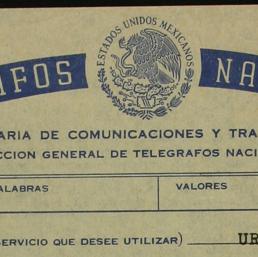 ESTADOS UNIDOS MEXICANOS
FOS NA
ARIA DE COMUNICACIONES Y TRA
CCION GENERAL DE TELEGRAFOS NACI
ALABRAS VALORES
SERVICIO QUE DESEE UTILIZAR) UR